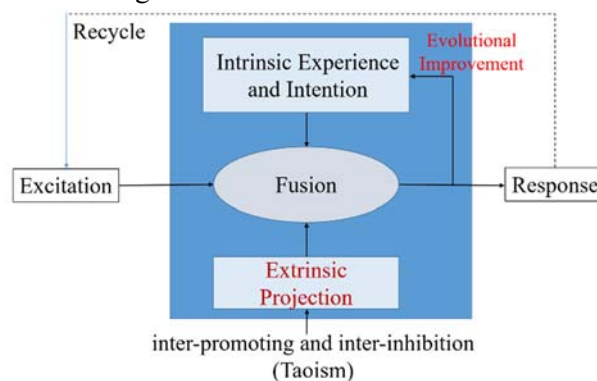 Recycle
Evolutional
Improvement
Intrinsic Experience
and Intention
Excitation
Fusion
Response
Extrinsic
Projection
inter-promoting and inter-inhibition
(Taoism)